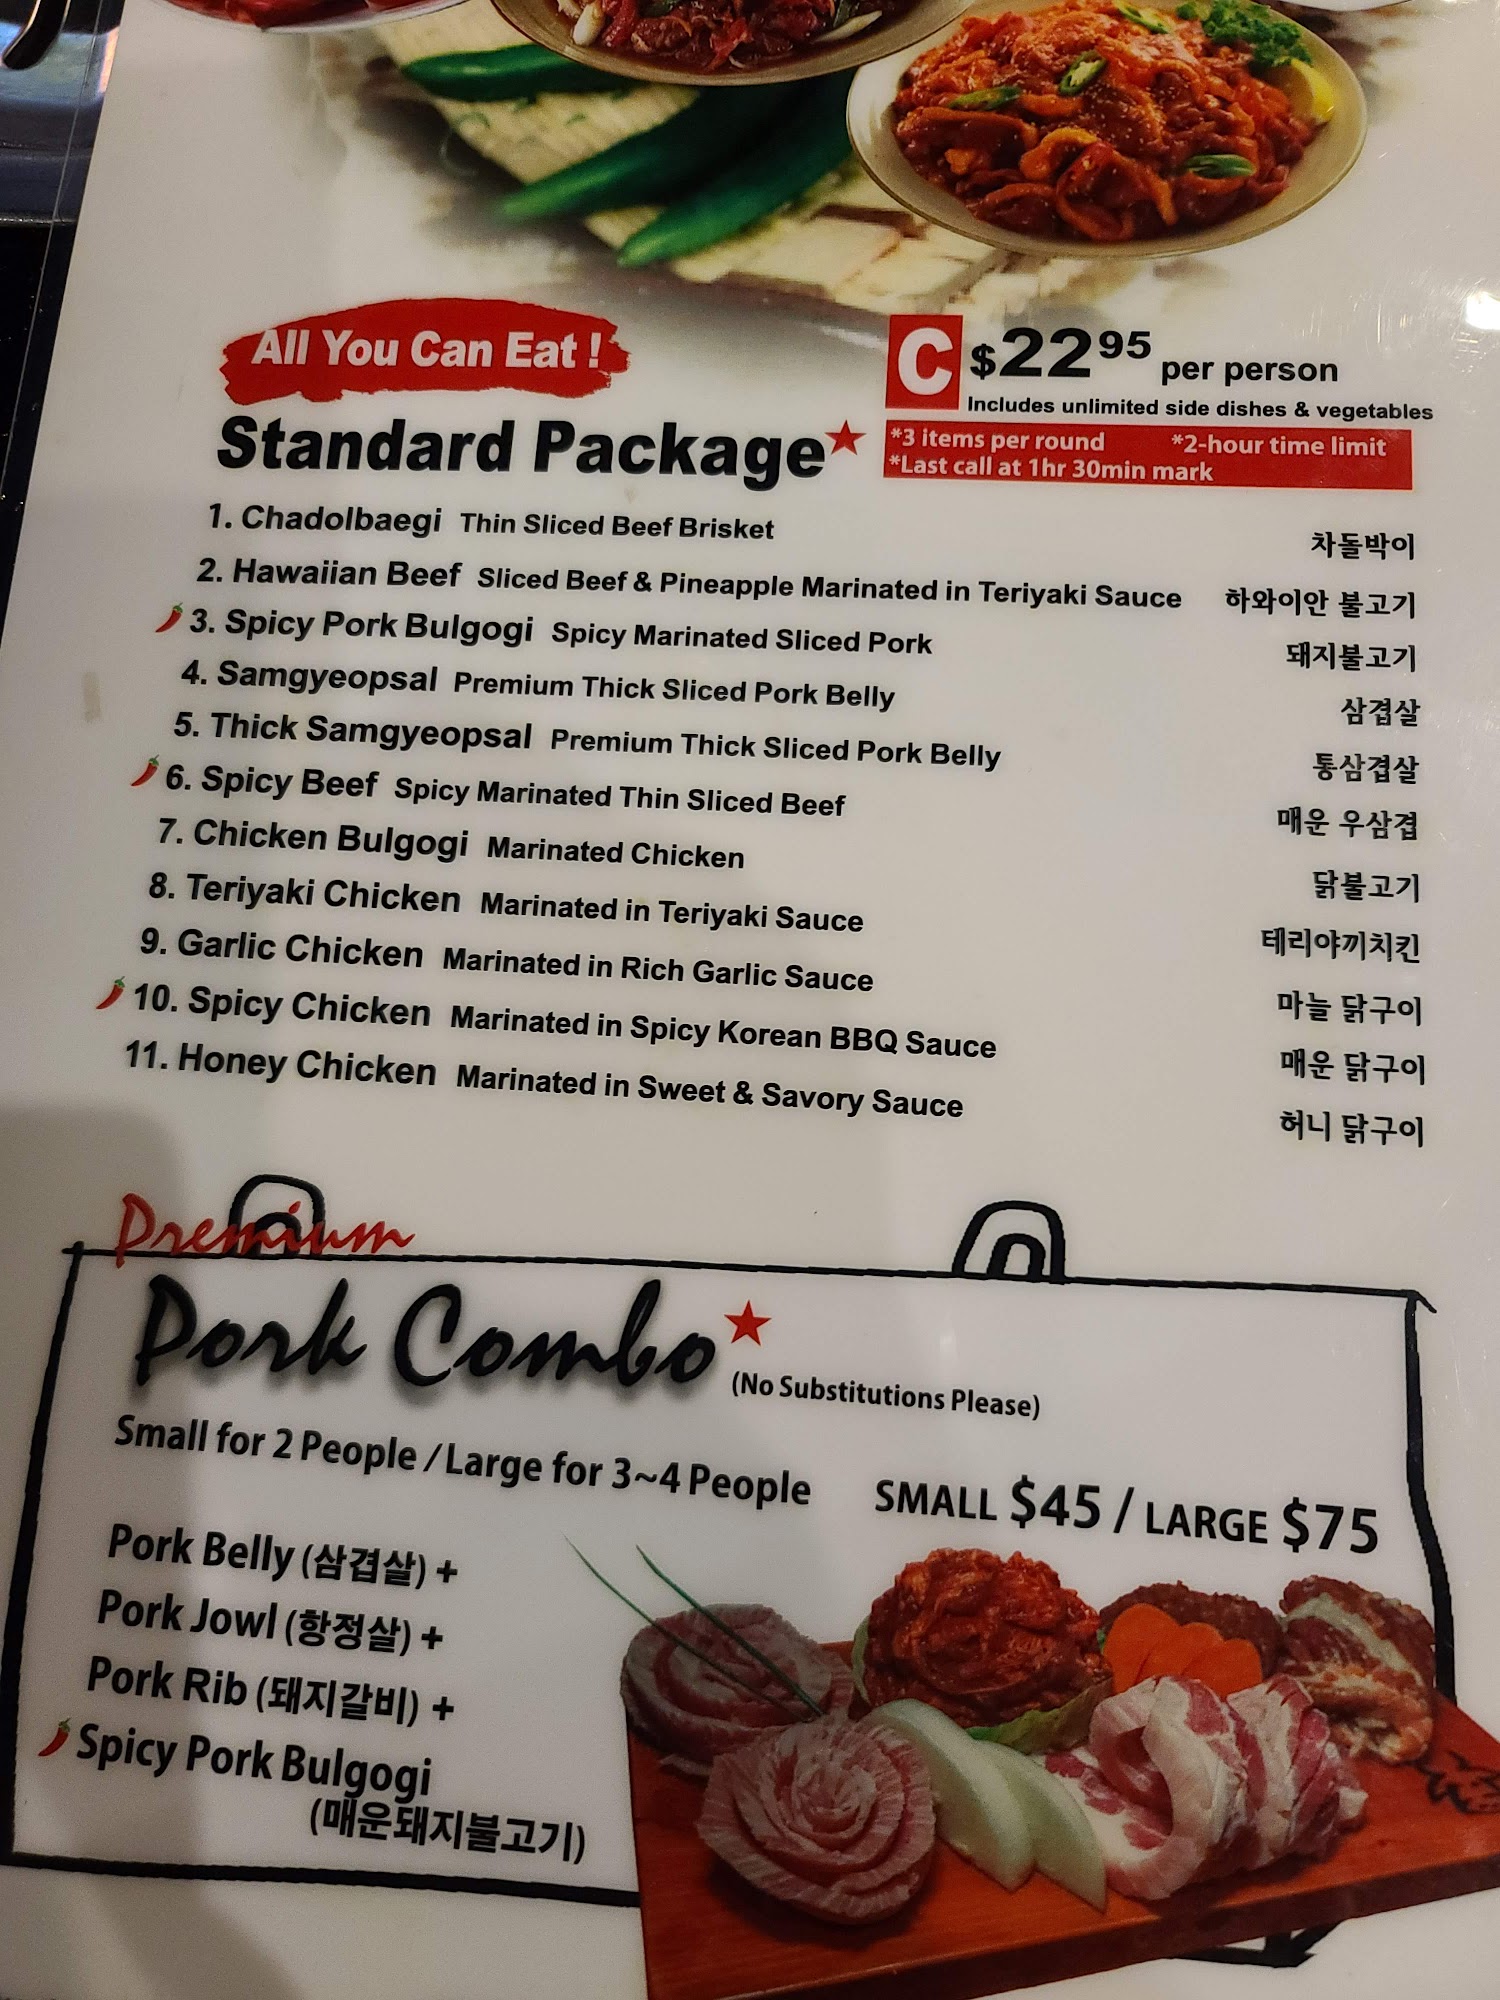 All You Can Eat !
Standard Package
C $22.95 per person
Includes unlimited side dishes & vegetables
*3 items per round *2-hour time limit
*Last call at 1hr 30min mark
1. Chadolbaegi Thin Sliced Beef Brisket 차돌박이
2. Hawaiian Beef Sliced Beef & Pineapple Marinated in Teriyaki Sauce 하와이안 불고기
3. Spicy Pork Bulgogi Spicy Marinated Sliced Pork 돼지불고기
4. Samgyeopsal Premium Thick Sliced Pork Belly 삼겹살
5. Thick Samgyeopsal Premium Thick Sliced Pork Belly 통삼겹살
6. Spicy Beef Spicy Marinated Thin Sliced Beef 매운 우삼겹
7. Chicken Bulgogi Marinated Chicken 닭불고기
8. Teriyaki Chicken Marinated in Teriyaki Sauce 테리야끼치킨
9. Garlic Chicken Marinated in Rich Garlic Sauce 마늘 닭구이
10. Spicy Chicken Marinated in Spicy Korean BBQ Sauce 매운 닭구이
11. Honey Chicken Marinated in Sweet & Savory Sauce 허니 닭구이
Premium
Pork Combo (No Substitutions Please)
Small for 2 People / Large for 3~4 People SMALL $45 / LARGE $75
Pork Belly (삼겹살) +
Pork Jowl (항정살) +
Pork Rib (돼지갈비) +
Spicy Pork Bulgogi
(매운돼지불고기)